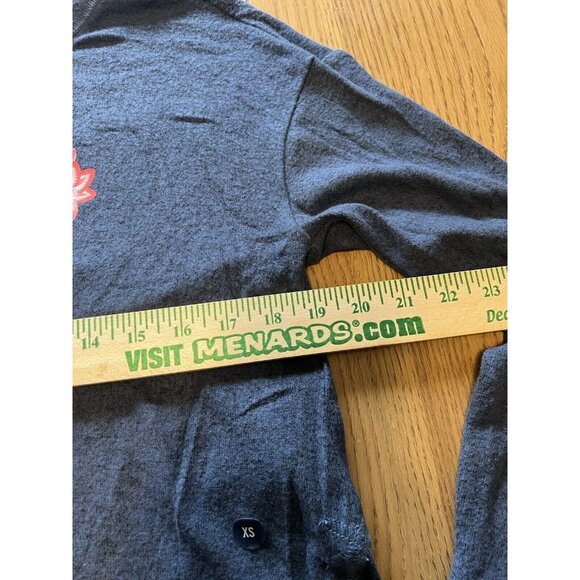 14 15 16 17 18 19 20 21 22 23
VISIT MENARDS®.com
XS